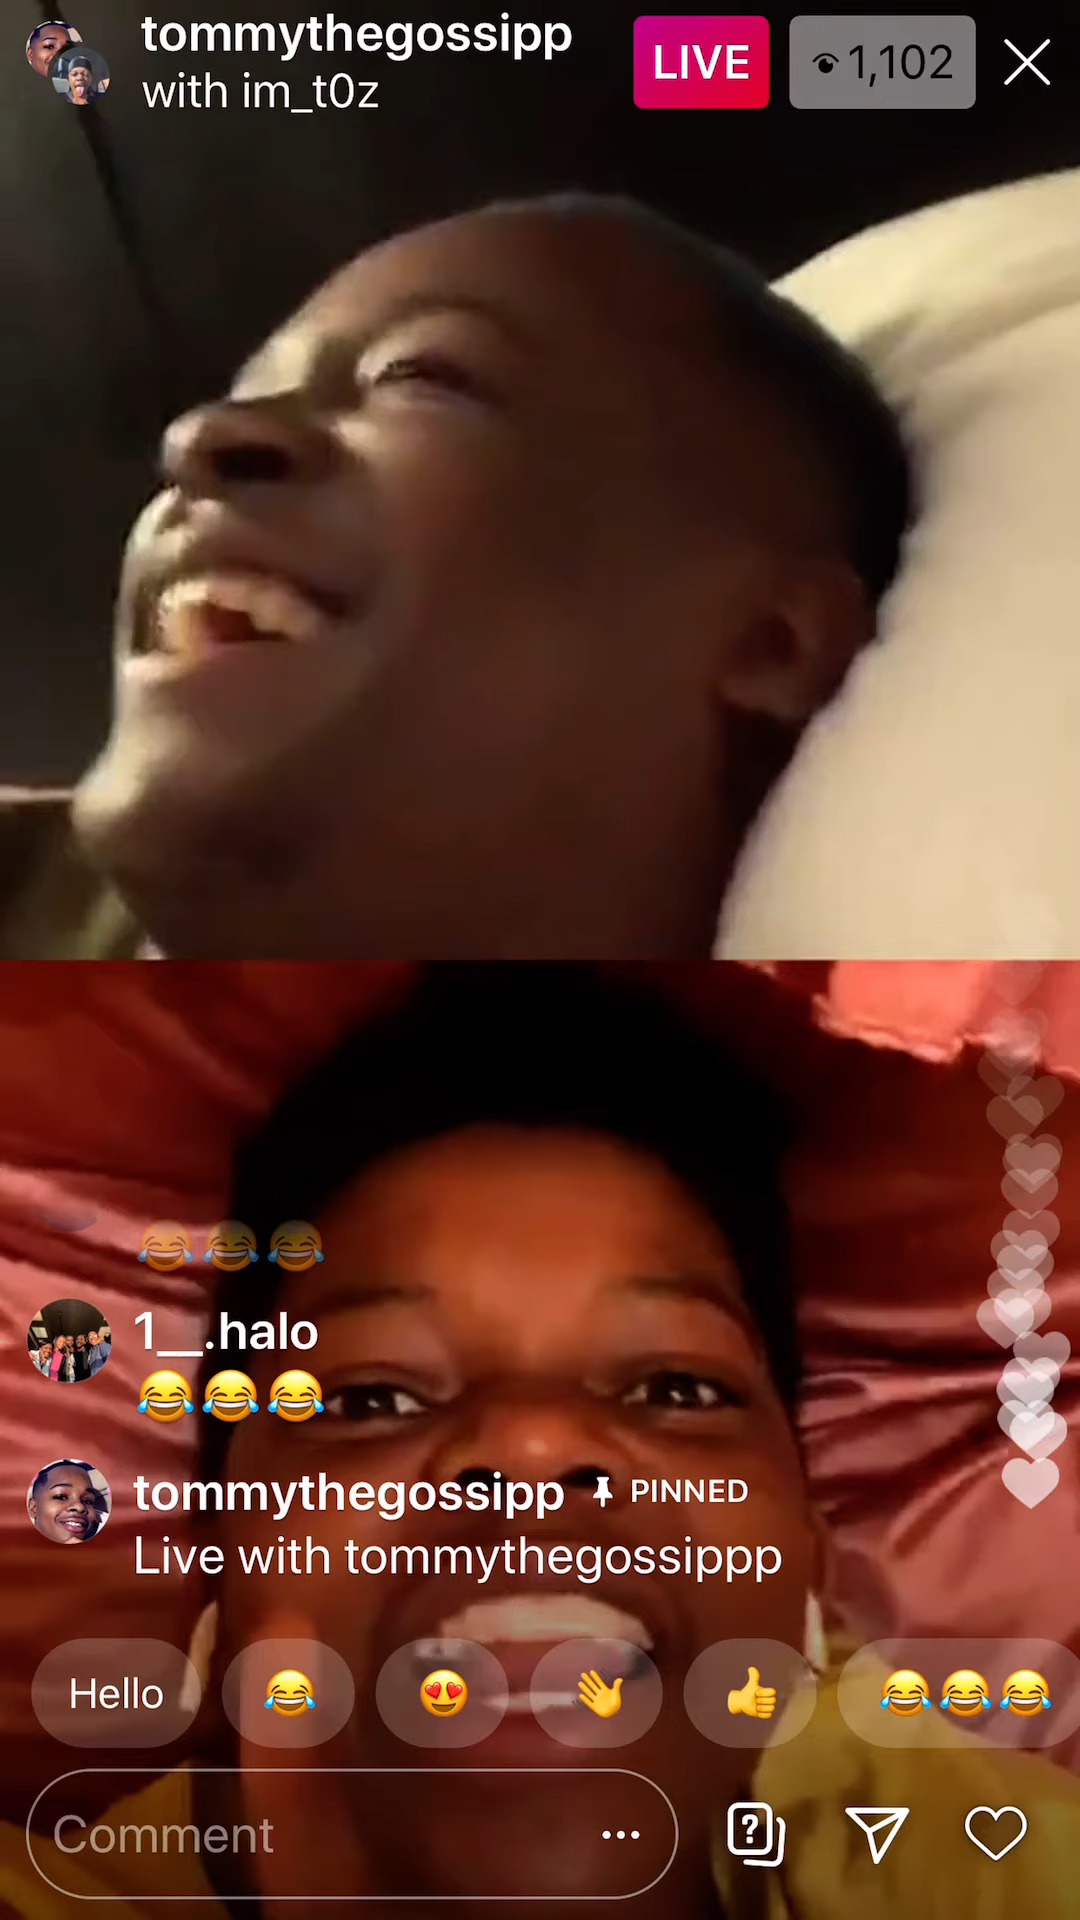 tommythegossipp
with im_t0z
LIVE
1,102
😂😂😂
1__.halo
😂😂😂
tommythegossipp PINNED
Live with tommythegossippp
Hello 😂 😍 👋 👍 😂😂😂
Comment
?